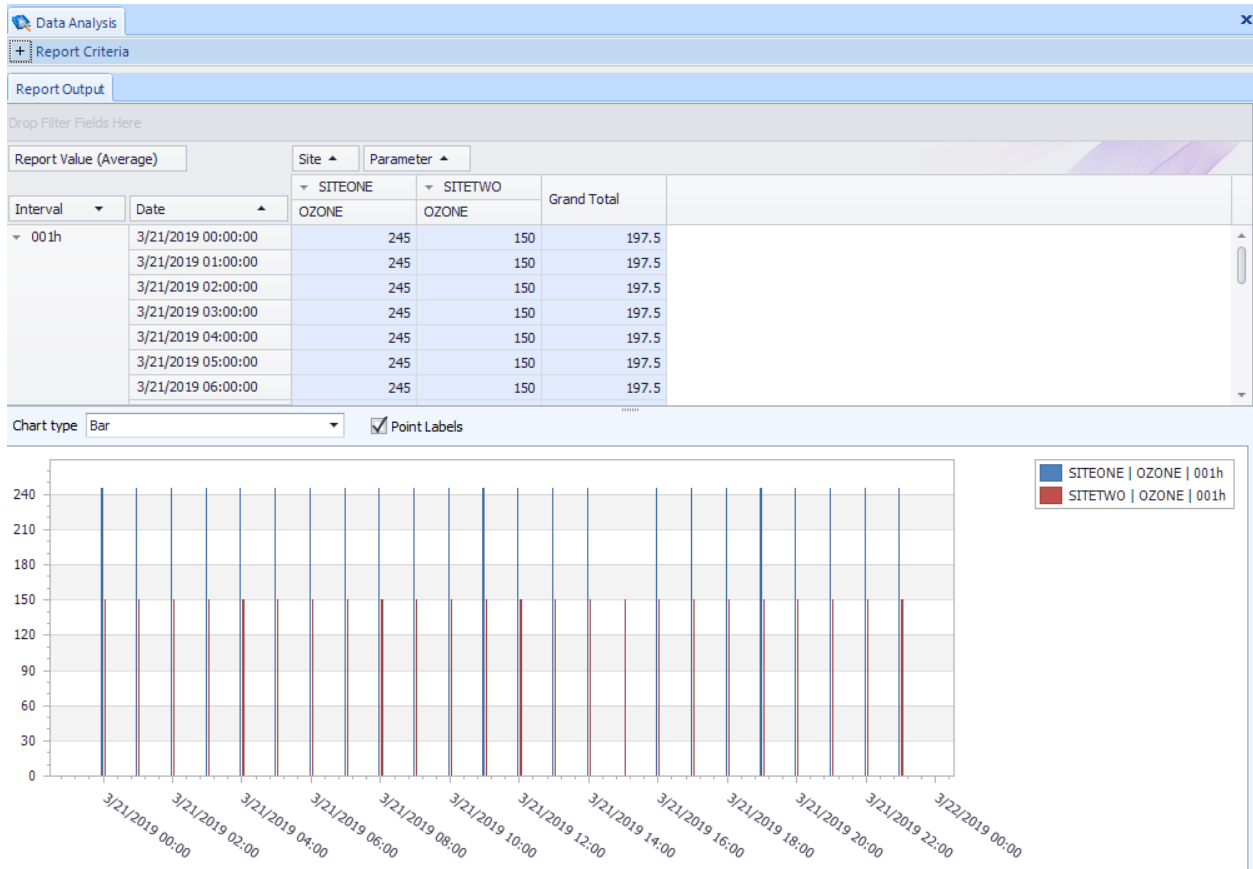 Data Analysis x
+ Report Criteria
Report Output
Drop Filter Fields Here
Report Value (Average) Site Parameter
SITEONE SITETWO Grand Total
Interval Date OZONE OZONE
001h 3/21/2019 00:00:00 245 150 197.5
3/21/2019 01:00:00 245 150 197.5
3/21/2019 02:00:00 245 150 197.5
3/21/2019 03:00:00 245 150 197.5
3/21/2019 04:00:00 245 150 197.5
3/21/2019 05:00:00 245 150 197.5
3/21/2019 06:00:00 245 150 197.5
Chart type Bar Point Labels
SITEONE | OZONE | 001h
SITETWO | OZONE | 001h
240
210
180
150
120
90
60
30
0
3/21/2019 00:00 3/21/2019 02:00 3/21/2019 04:00 3/21/2019 06:00 3/21/2019 08:00 3/21/2019 10:00 3/21/2019 12:00 3/21/2019 14:00 3/21/2019 16:00 3/21/2019 18:00 3/21/2019 20:00 3/21/2019 22:00 3/22/2019 00:00